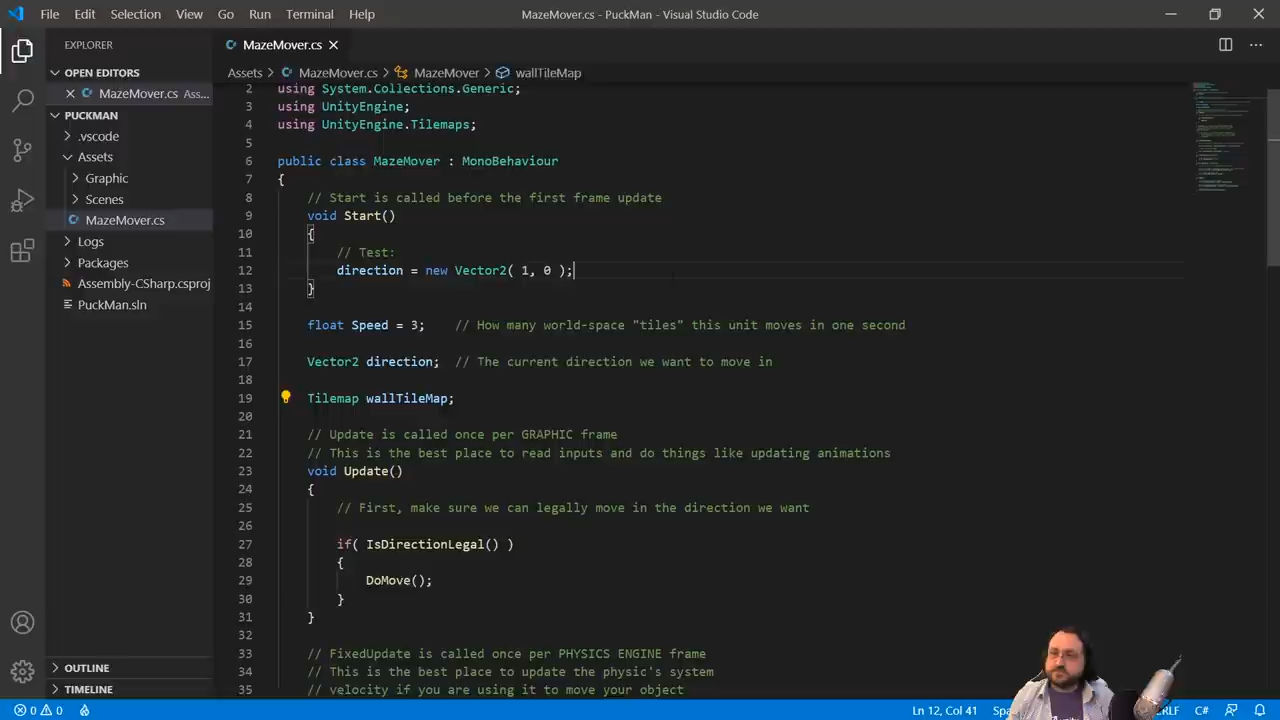 File Edit Selection View Go Run Terminal Help MazeMover.cs - PuckMan - Visual Studio Code
EXPLORER
OPEN EDITORS
MazeMover.cs Ass...
PUCKMAN
.vscode
Assets
Graphic
Scenes
MazeMover.cs
Logs
Packages
Assembly-CSharp.csproj
PuckMan.sln
OUTLINE
TIMELINE
MazeMover.cs
Assets > MazeMover.cs > MazeMover > wallTileMap
2 using System.Collections.Generic;
3 using UnityEngine;
4 using UnityEngine.Tilemaps;
5
6 public class MazeMover : MonoBehaviour
7 {
8 // Start is called before the first frame update
9 void Start()
10 {
11 // Test:
12 direction = new Vector2( 1, 0 );
13 }
14
15 float Speed = 3; // How many world-space "tiles" this unit moves in one second
16
17 Vector2 direction; // The current direction we want to move in
18
19 Tilemap wallTileMap;
20
21 // Update is called once per GRAPHIC frame
22 // This is the best place to read inputs and do things like updating animations
23 void Update()
24 {
25 // First, make sure we can legally move in the direction we want
26
27 if( IsDirectionLegal() )
28 {
29 DoMove();
30 }
31 }
32
33 // FixedUpdate is called once per PHYSICS ENGINE frame
34 // This is the best place to update the physic's system
35 // velocity if you are using it to move your object
0 0 Ln 12, Col 41 C#